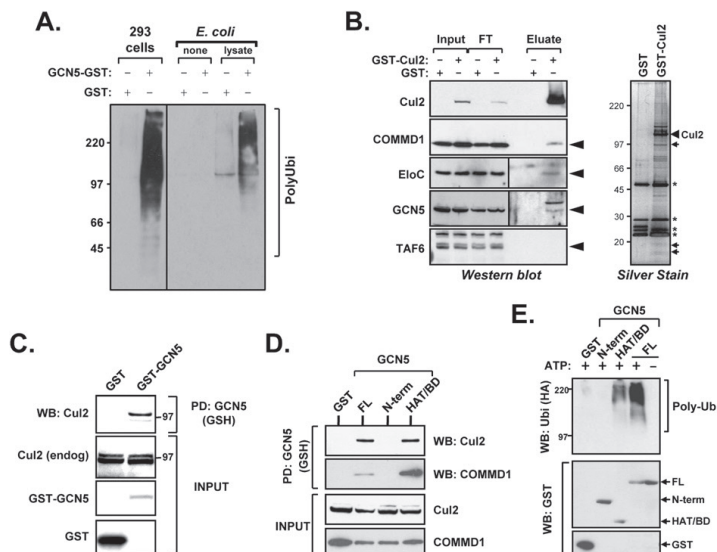 A.
293 cells
E. coli
none lysate
GCN5-GST: – + – + – +
GST: + – + – + –
220
97
66
45
PolyUbi
B.
Input FT Eluate
GST-Cul2: – + – + – +
GST: + – + – + –
Cul2
COMMD1
EloC
GCN5
TAF6
Western blot
GST
GST-Cul2
220
97
66
45
30
20
Cul2
*
*
*
*
Silver Stain
C.
GST
GST-GCN5
WB: Cul2
97
PD: GCN5 (GSH)
Cul2 (endog)
97
GST-GCN5
GST
INPUT
D.
GCN5
GST
FL
N-term
HAT/BD
PD: GCN5 (GSH)
WB: Cul2
WB: COMMD1
INPUT
Cul2
COMMD1
E.
GCN5
GST
N-term
HAT/BD
FL
ATP: + + + + –
WB: Ubi (HA)
220
97
Poly-Ub
WB: GST
FL
N-term
HAT/BD
GST